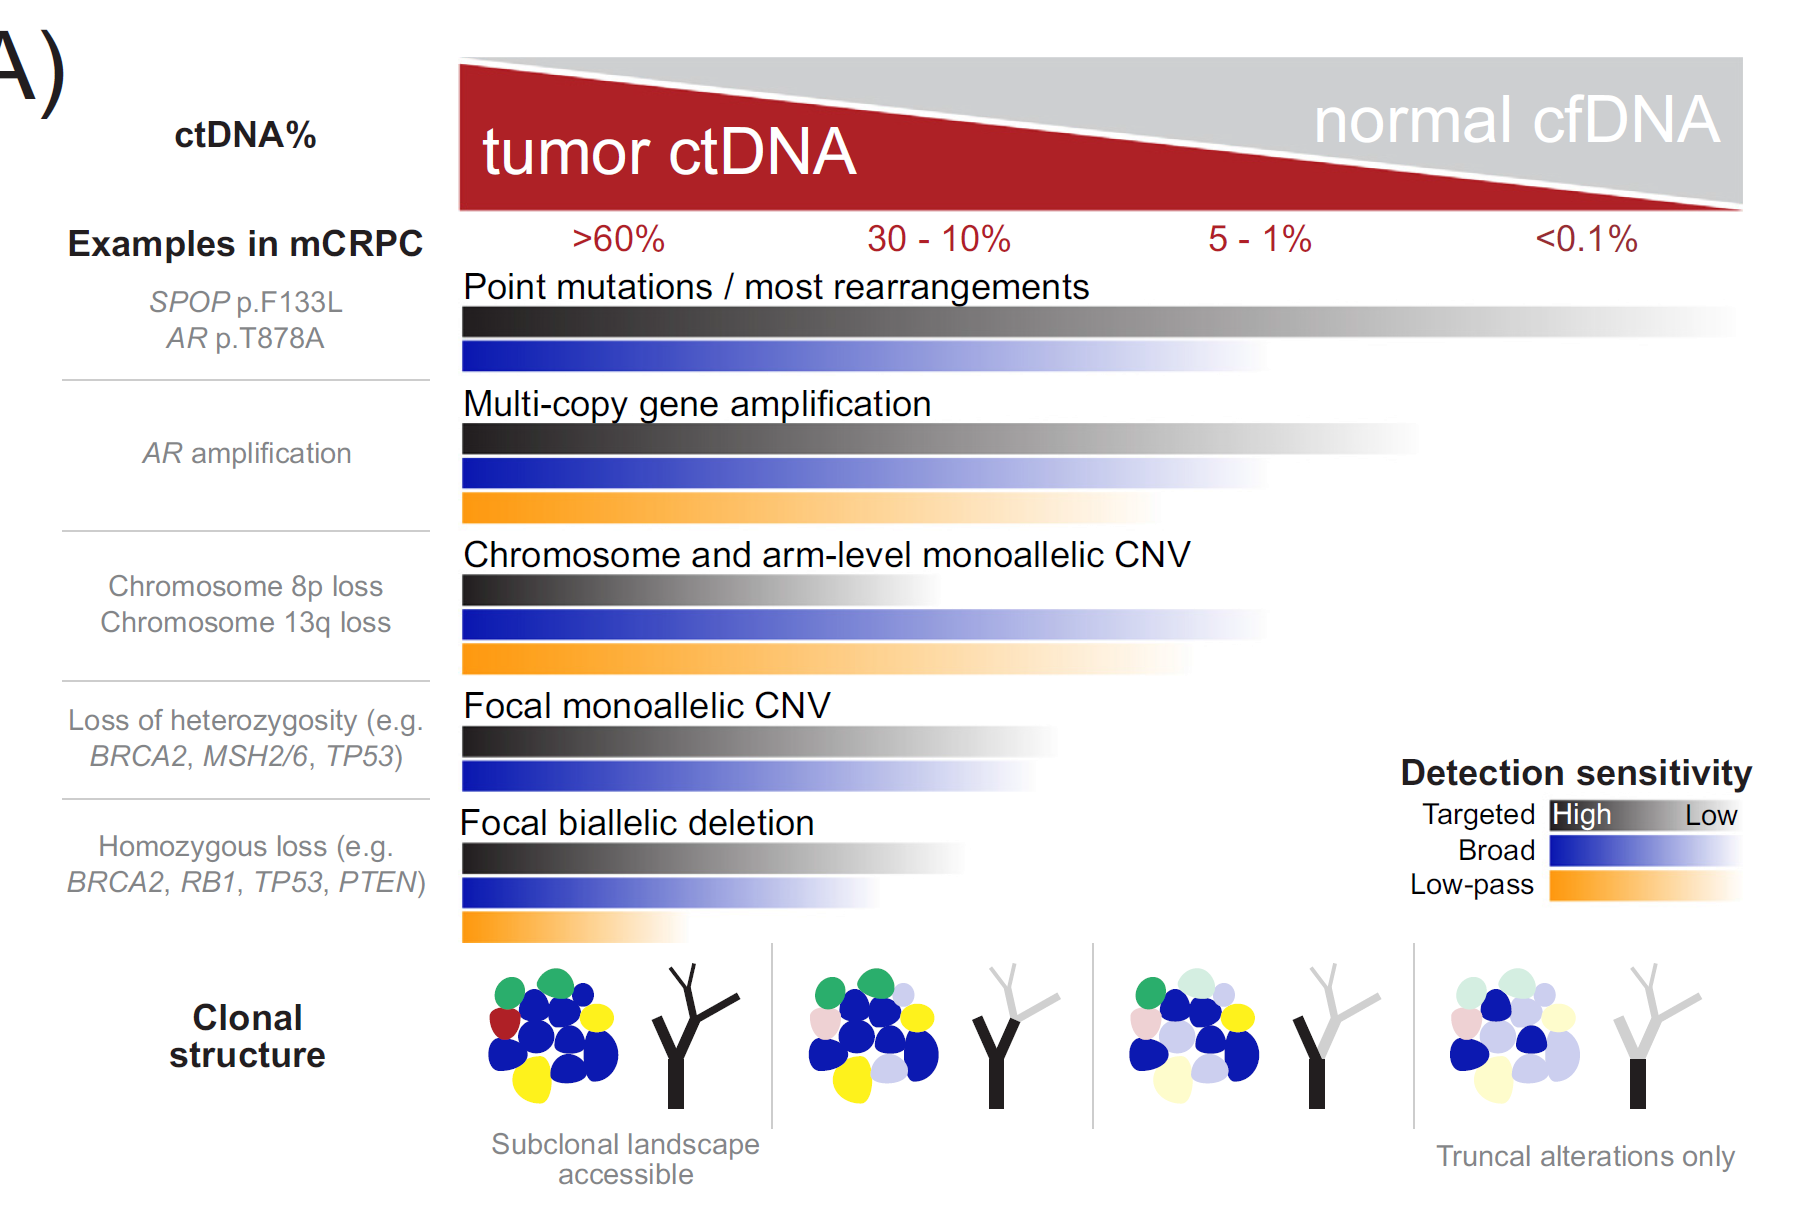 A)
ctDNA%
tumor ctDNA
normal cfDNA
Examples in mCRPC
>60%
30 - 10%
5 - 1%
<0.1%
SPOP p.F133L
AR p.T878A
Point mutations / most rearrangements
AR amplification
Multi-copy gene amplification
Chromosome 8p loss
Chromosome 13q loss
Chromosome and arm-level monoallelic CNV
Loss of heterozygosity (e.g.
BRCA2, MSH2/6, TP53)
Focal monoallelic CNV
Homozygous loss (e.g.
BRCA2, RB1, TP53, PTEN)
Focal biallelic deletion
Detection sensitivity
Targeted High Low
Broad
Low-pass
Clonal
structure
Subclonal landscape
accessible
Truncal alterations only